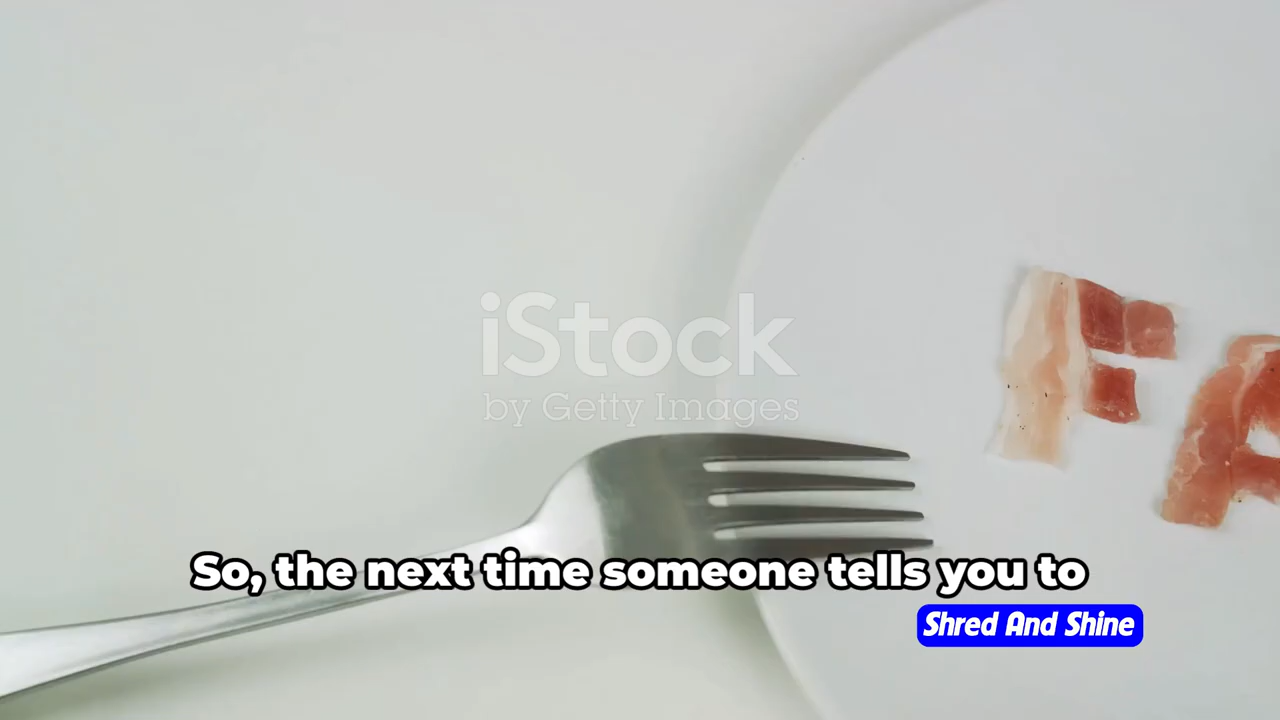 iStock
by Getty Images
So, the next time someone tells you to
Shred And Shine